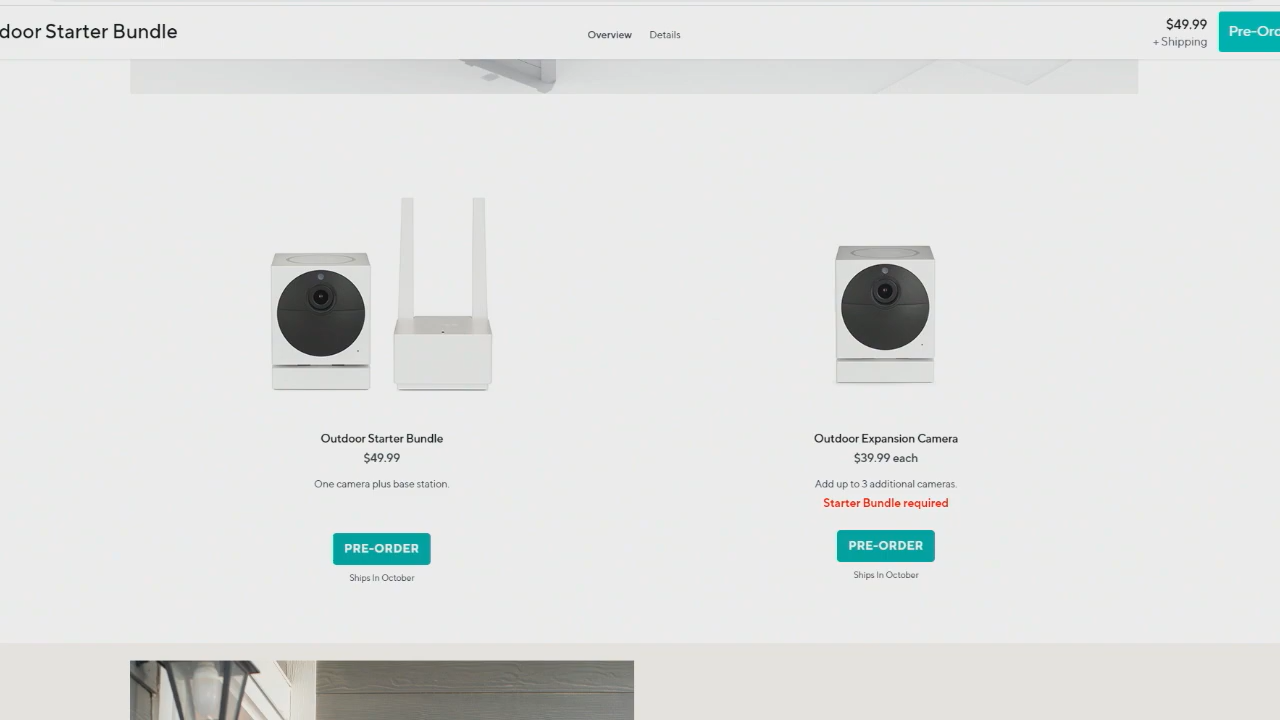 door Starter Bundle
Overview
Details
$49.99
+ Shipping
Pre-Ord
Outdoor Starter Bundle
$49.99
One camera plus base station.
PRE-ORDER
Ships In October
Outdoor Expansion Camera
$39.99 each
Add up to 3 additional cameras.
Starter Bundle required
PRE-ORDER
Ships In October